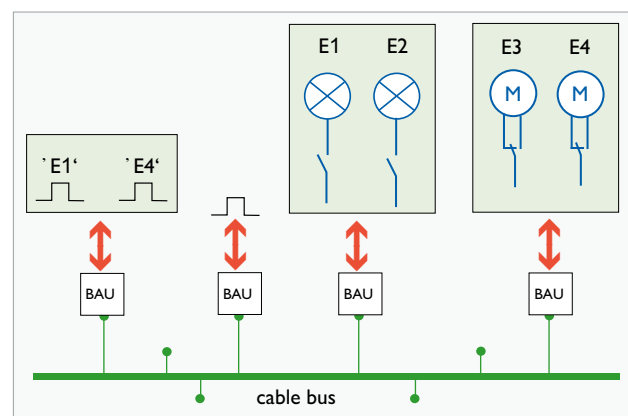 E1 E2 E3 E4
M M
' E1‘ ' E4‘
BAU BAU BAU BAU
cable bus